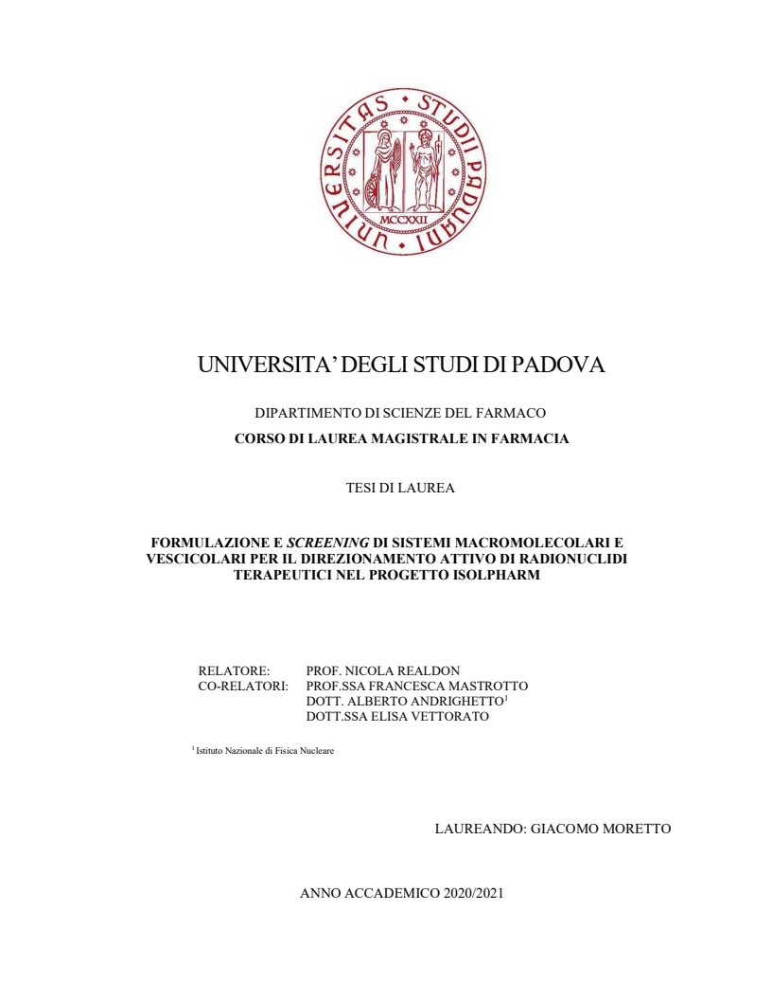 UNIVERSITAS STUDII PADUANI
MCCXXII
UNIVERSITA’ DEGLI STUDI DI PADOVA
DIPARTIMENTO DI SCIENZE DEL FARMACO
CORSO DI LAUREA MAGISTRALE IN FARMACIA
TESI DI LAUREA
FORMULAZIONE E SCREENING DI SISTEMI MACROMOLECOLARI E
VESCICOLARI PER IL DIREZIONAMENTO ATTIVO DI RADIONUCLIDI
TERAPEUTICI NEL PROGETTO ISOLPHARM
RELATORE: PROF. NICOLA REALDON
CO-RELATORI: PROF.SSA FRANCESCA MASTROTTO
DOTT. ALBERTO ANDRIGHETTO¹
DOTT.SSA ELISA VETTORATO
¹ Istituto Nazionale di Fisica Nucleare
LAUREANDO: GIACOMO MORETTO
ANNO ACCADEMICO 2020/2021